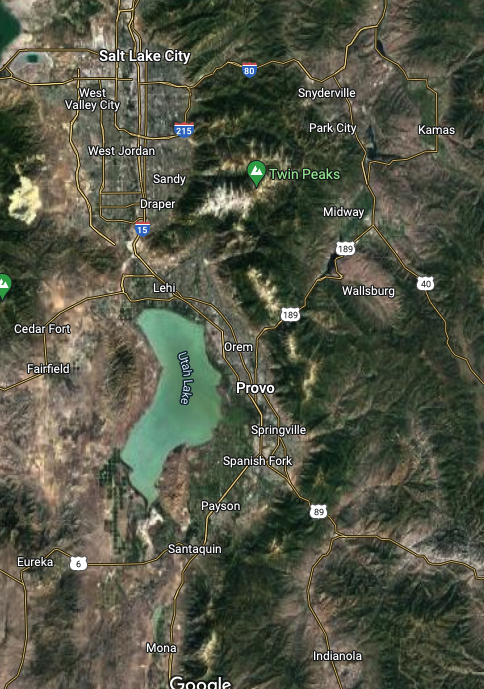 Salt Lake City
80
West
Valley City
Snyderville
215
Park City
Kamas
West Jordan
Twin Peaks
Sandy
Draper
Midway
15
189
40
Lehi
Wallsburg
189
Cedar Fort
Orem
Fairfield
Utah Lake
Provo
Springville
Spanish Fork
Payson
89
Santaquin
Eureka
6
Mona
Indianola
Google